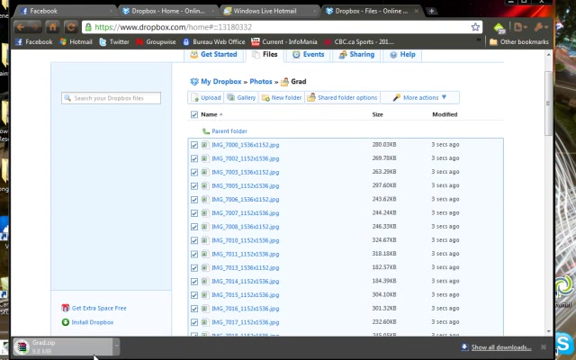 Facebook
Dropbox - Home - Online...
Windows Live Hotmail
Dropbox - Files - Online...
https://www.dropbox.com/home#::13180332
Facebook Hotmail Twitter Groupwise Bureau Web Office Current - InfoMania CBC.ca Sports - 201... Other bookmarks
Get Started Files Events Sharing Help
My Dropbox » Photos » Grad
Search your Dropbox files
Upload Gallery New folder Shared folder options More actions
Name Size Modified
Parent folder
IMG_7000_1536x1152.jpg 280.03KB 3 secs ago
IMG_7002_1152x1536.jpg 269.78KB 3 secs ago
IMG_7003_1152x1536.jpg 263.29KB 3 secs ago
IMG_7005_1152x1536.jpg 297.60KB 3 secs ago
IMG_7006_1152x1536.jpg 243.62KB 3 secs ago
IMG_7007_1152x1536.jpg 244.24KB 3 secs ago
IMG_7008_1152x1536.jpg 246.33KB 3 secs ago
IMG_7010_1152x1536.jpg 324.67KB 3 secs ago
IMG_7011_1152x1536.jpg 318.18KB 3 secs ago
IMG_7013_1152x1536.jpg 182.57KB 3 secs ago
IMG_7014_1152x1536.jpg 184.39KB 3 secs ago
IMG_7015_1152x1536.jpg 304.10KB 3 secs ago
IMG_7016_1152x1536.jpg 247.31KB 3 secs ago
IMG_7017_1152x1536.jpg 232.60KB 3 secs ago
Get Extra Space Free
Install Dropbox
Grad.zip
Show all downloads...